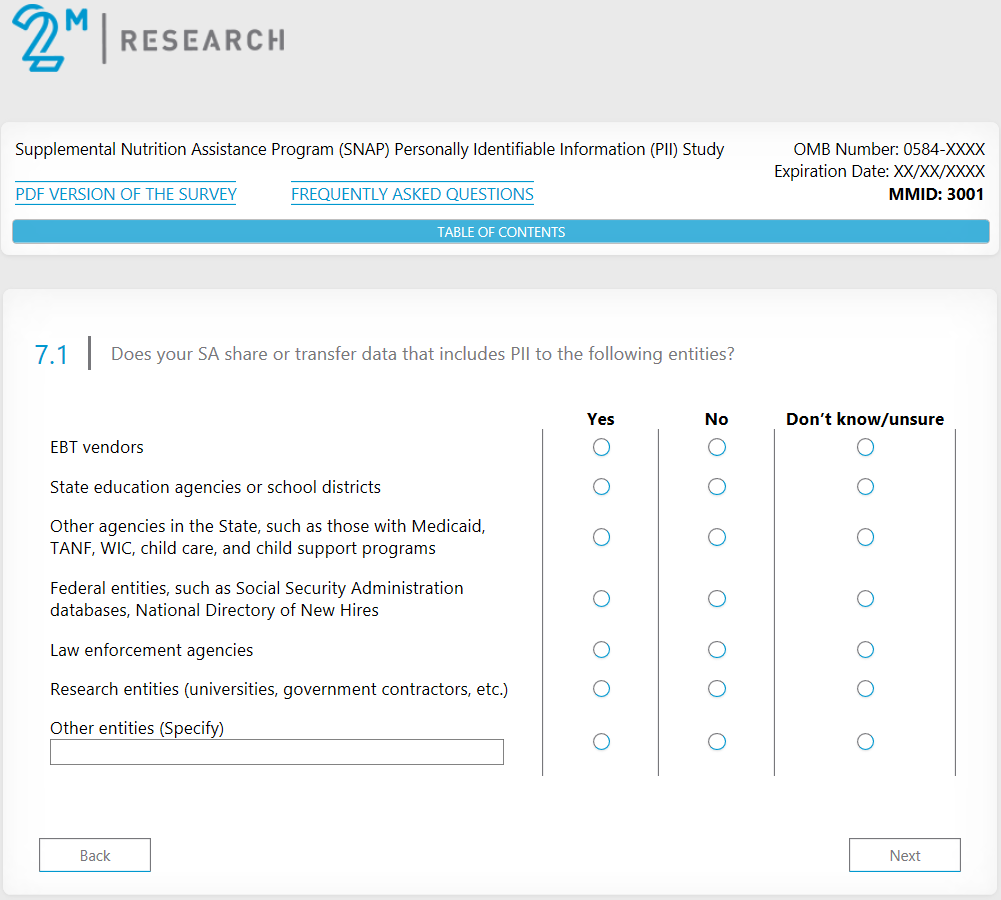 2M RESEARCH
Supplemental Nutrition Assistance Program (SNAP) Personally Identifiable Information (PII) Study
OMB Number: 0584-XXXX
Expiration Date: XX/XX/XXXX
PDF VERSION OF THE SURVEY
FREQUENTLY ASKED QUESTIONS
MMID: 3001
TABLE OF CONTENTS
7.1 Does your SA share or transfer data that includes PII to the following entities?
Yes No Don’t know/unsure
EBT vendors
State education agencies or school districts
Other agencies in the State, such as those with Medicaid,
TANF, WIC, child care, and child support programs
Federal entities, such as Social Security Administration
databases, National Directory of New Hires
Law enforcement agencies
Research entities (universities, government contractors, etc.)
Other entities (Specify)
Back
Next